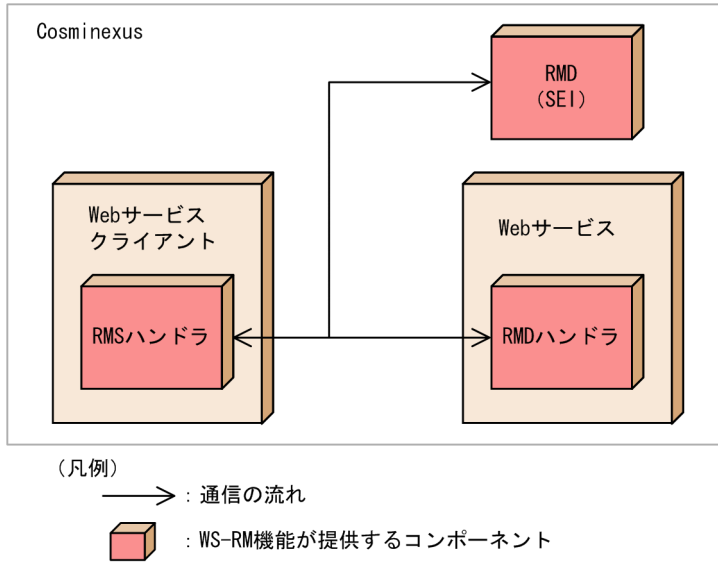 Cosminexus
RMD
(SEI)
Webサービス
クライアント
Webサービス
RMSハンドラ
RMDハンドラ
(凡例)
:通信の流れ
:WS-RM機能が提供するコンポーネント